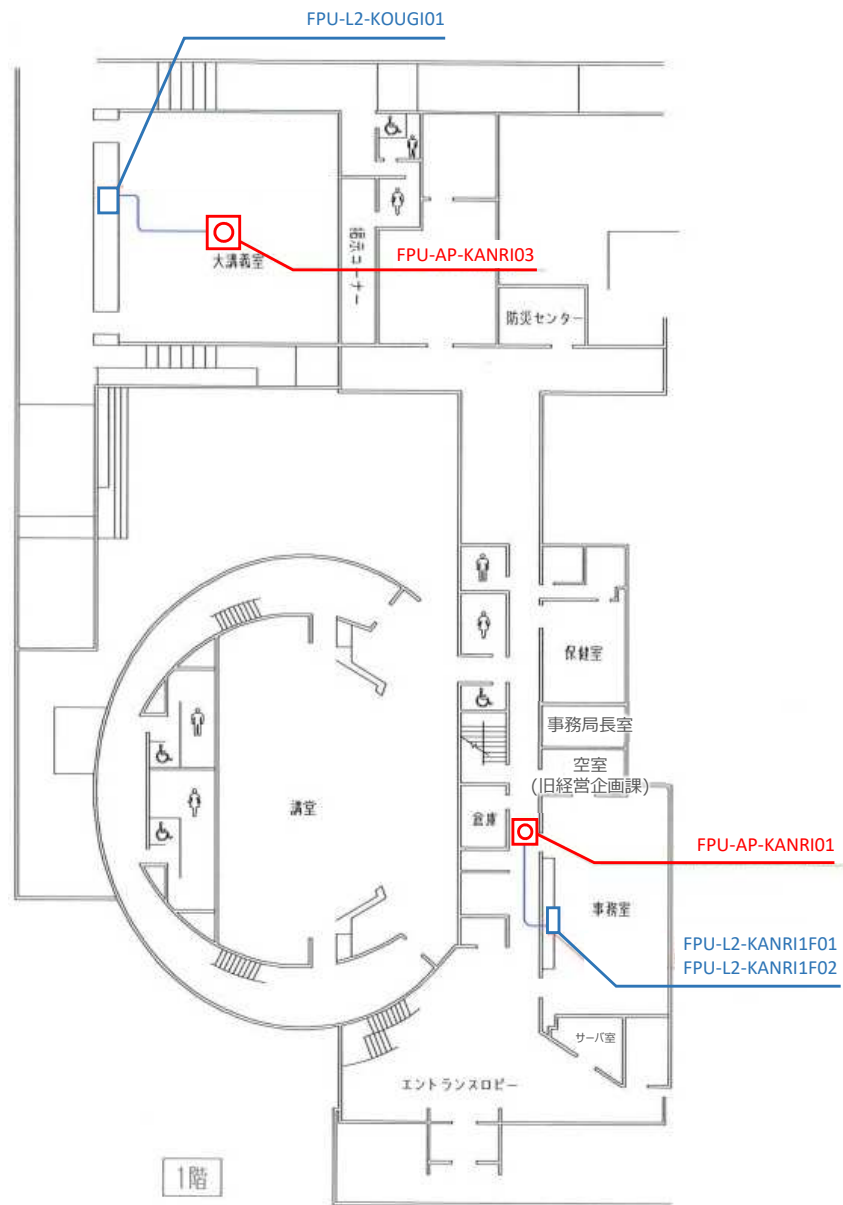 FPU-L2-KOUGI01
FPU-AP-KANRI03
大講義室
掲示コーナー
防災センター
保健室
事務局長室
空室
(旧経営企画課)
講堂
倉庫
FPU-AP-KANRI01
事務室
FPU-L2-KANRI1F01
FPU-L2-KANRI1F02
サーバ室
エントランスロビー
1階